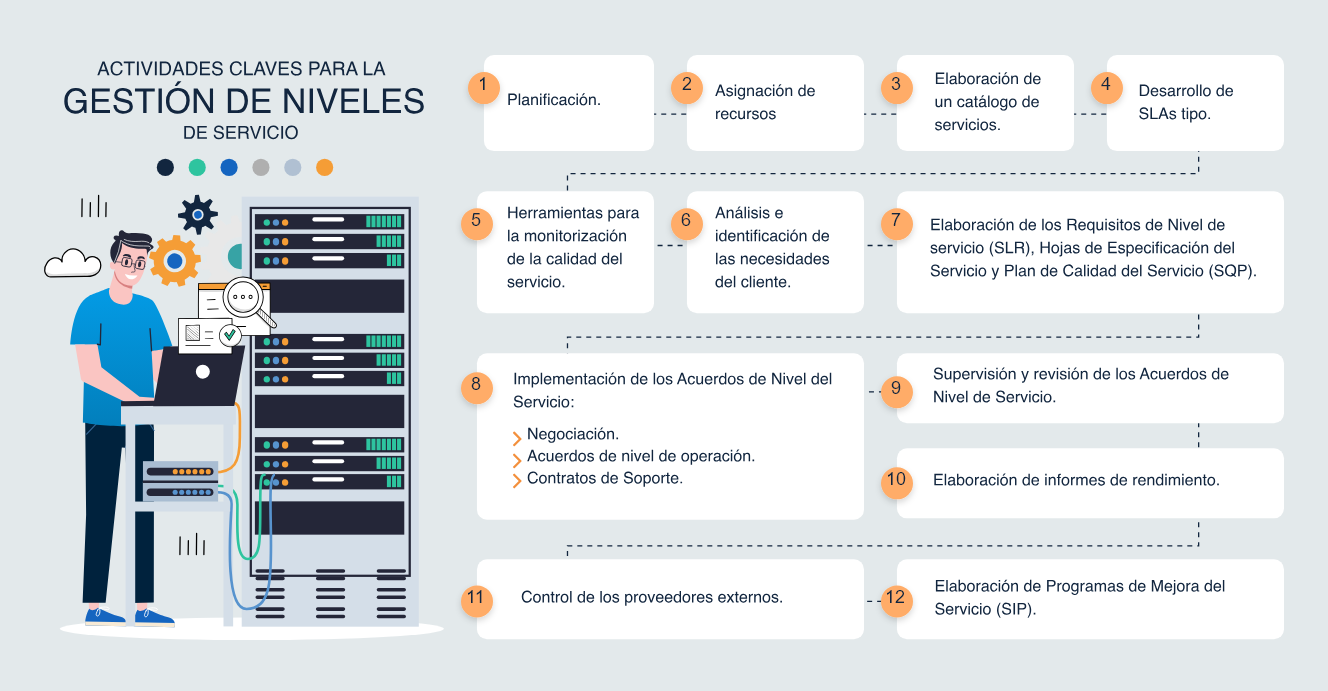 ACTIVIDADES CLAVES PARA LA
GESTIÓN DE NIVELES
DE SERVICIO
1
Planificación.
2
Asignación de
recursos
3
Elaboración de
un catálogo de
servicios.
4
Desarrollo de
SLAs tipo.
5
Herramientas para
la monitorización
de la calidad del
servicio.
6
Análisis e
identificación de
las necesidades
del cliente.
7
Elaboración de los Requisitos de Nivel de
servicio (SLR), Hojas de Especificación del
Servicio y Plan de Calidad del Servicio (SQP).
8
Implementación de los Acuerdos de Nivel del
Servicio:
Negociación.
Acuerdos de nivel de operación.
Contratos de Soporte.
9
Supervisión y revisión de los Acuerdos de
Nivel de Servicio.
10
Elaboración de informes de rendimiento.
11
Control de los proveedores externos.
12
Elaboración de Programas de Mejora del
Servicio (SIP).